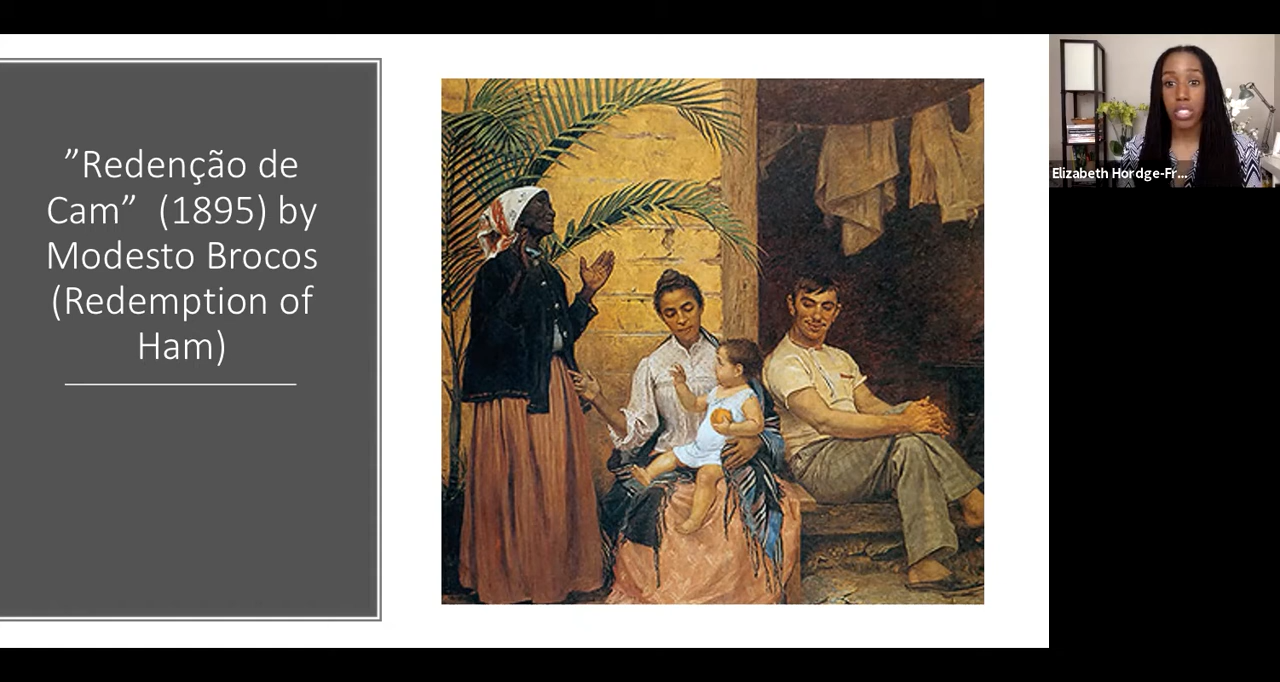 ”Redenção de
Cam” (1895) by
Modesto Brocos
(Redemption of
Ham)
Elizabeth Hordge-Fr...